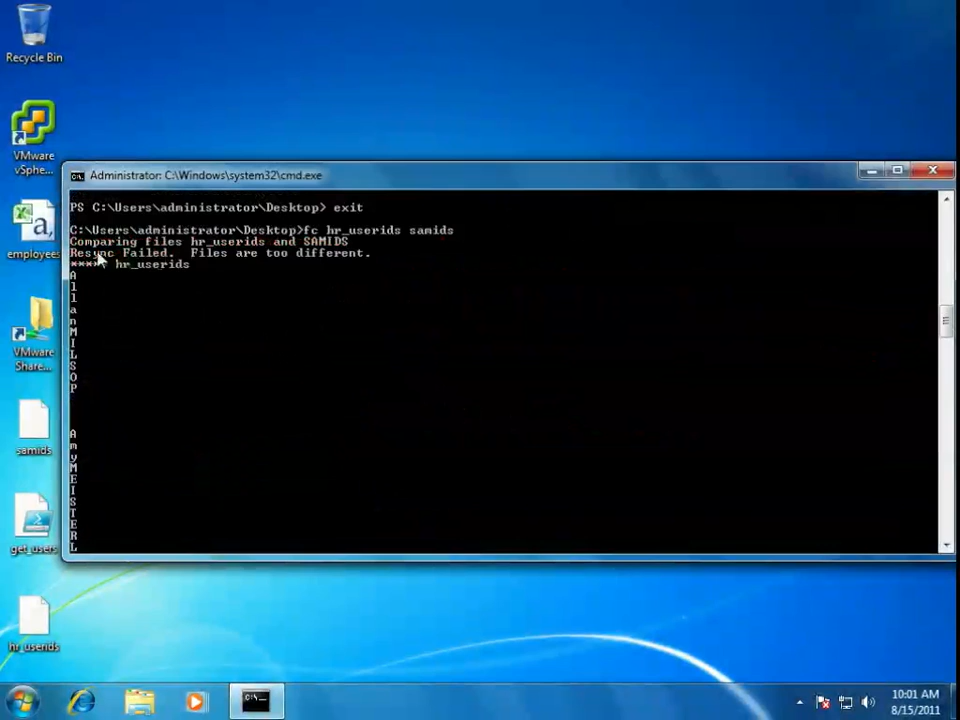 Recycle Bin
VMware
vSphe...
employees
VMware
Share...
samids
get_users
hr_userids
Administrator: C:\Windows\system32\cmd.exe
PS C:\Users\administrator\Desktop> exit
C:\Users\administrator\Desktop>fc hr_userids samids
Comparing files hr_userids and SAMIDS
Resync Failed.  Files are too different.
***** hr_userids
A
l
l
a
n
M
I
L
S
O
P
A
m
y
M
E
I
S
T
E
R
L
C:\.
10:01 AM
8/15/2011